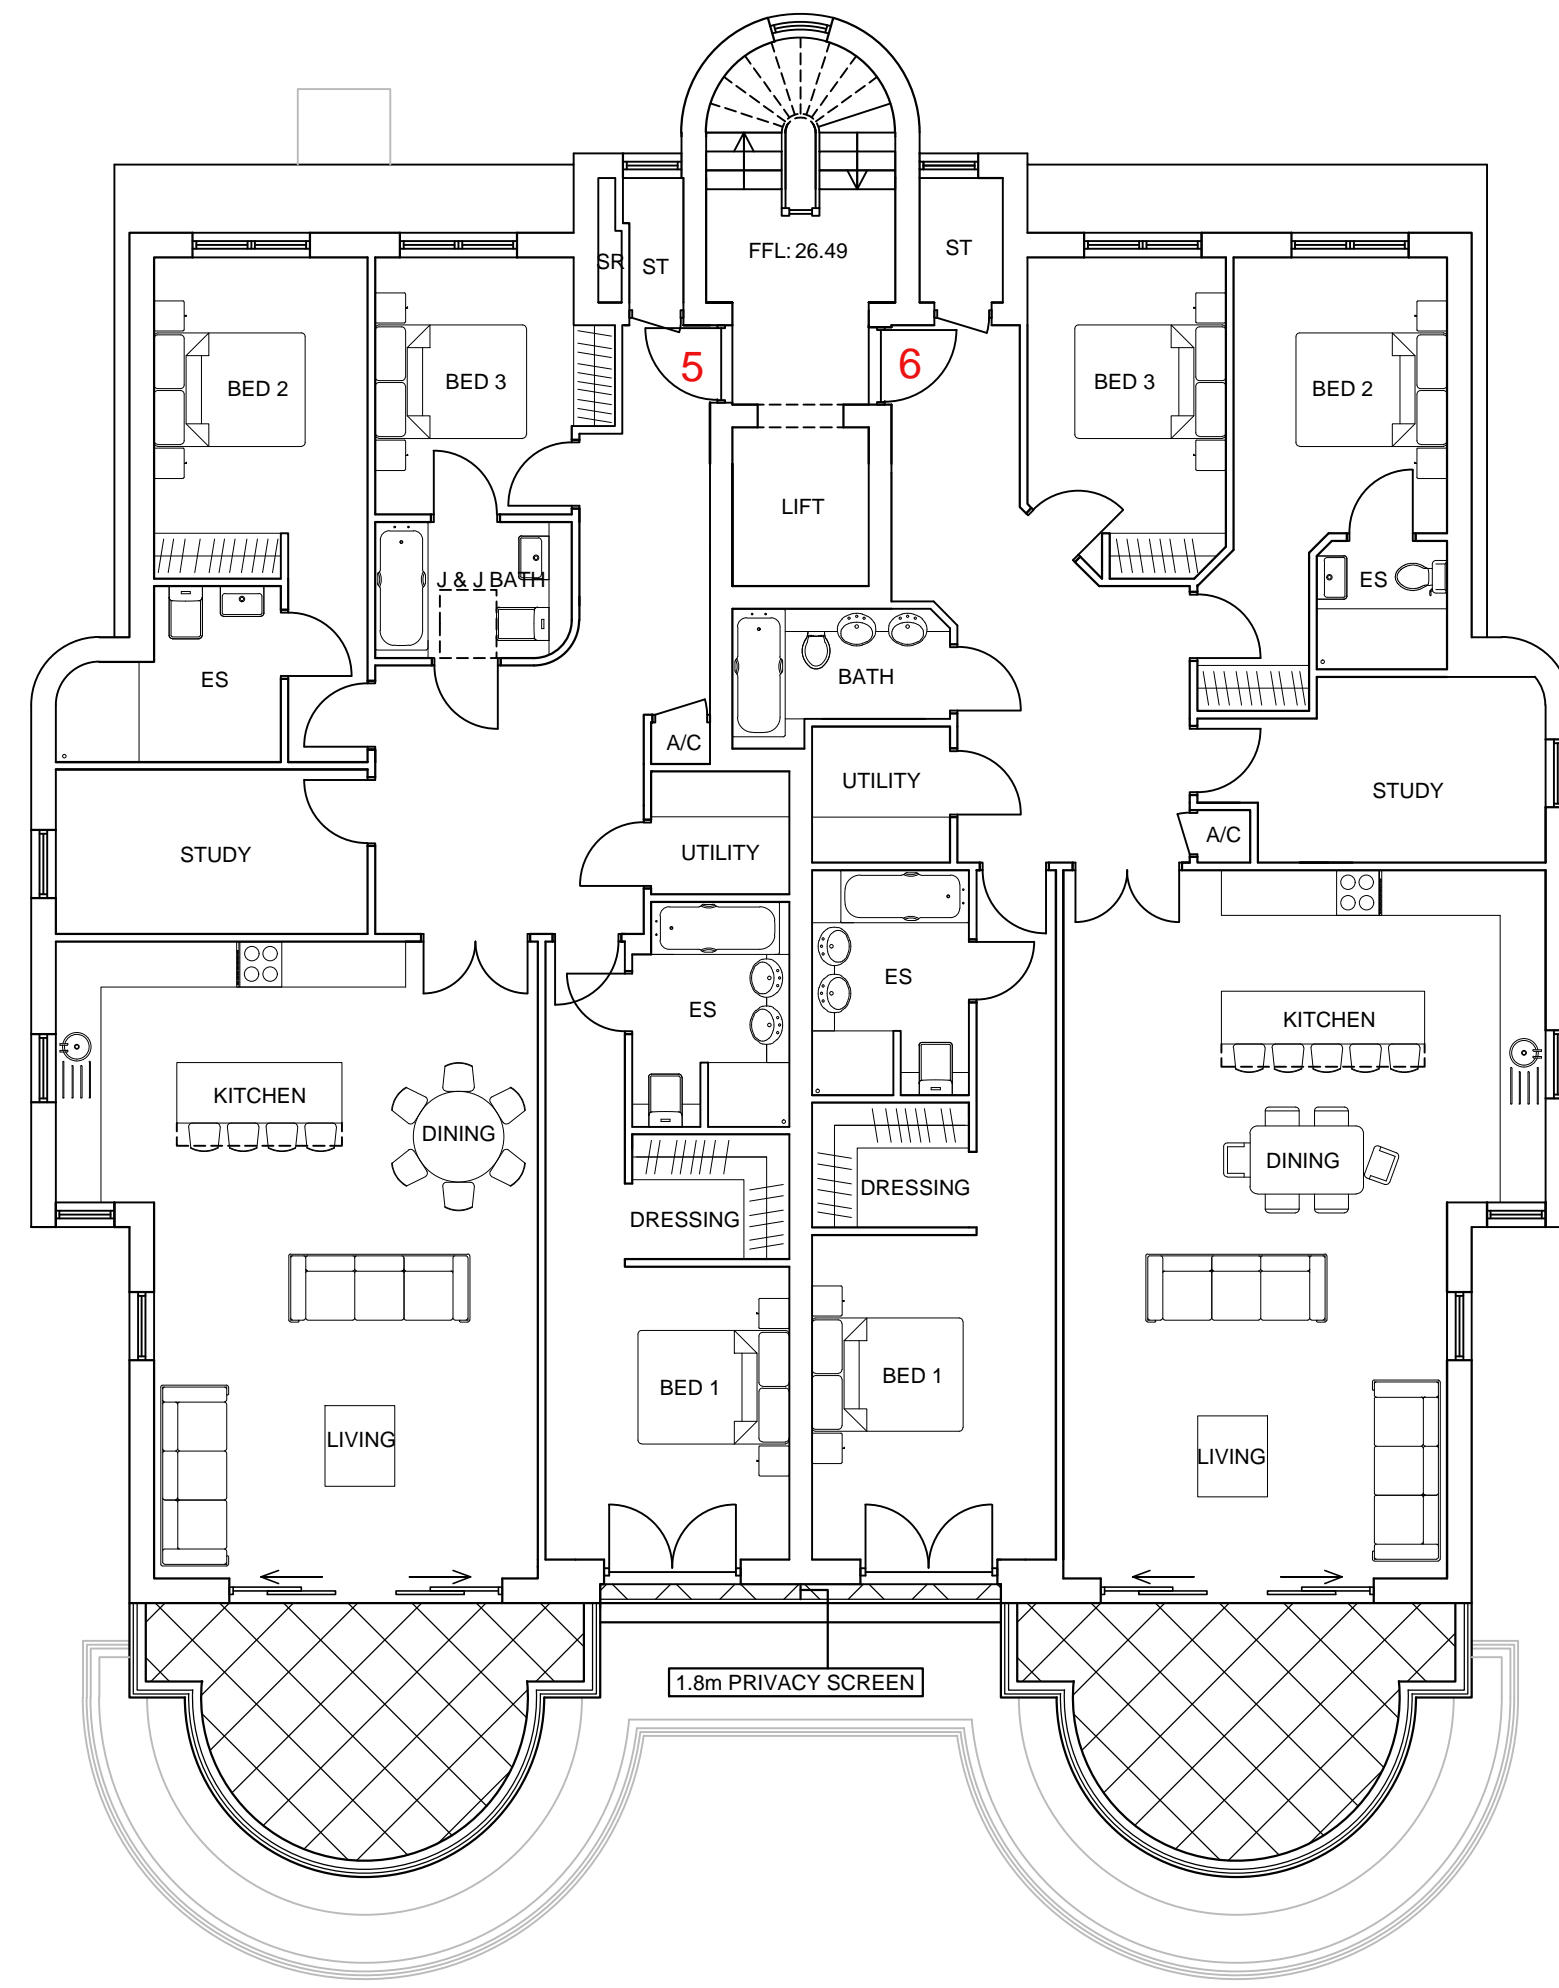 FFL: 26.49
ST
SR
ST
5
6
BED 2
BED 3
BED 3
BED 2
LIFT
J & J BATH
ES
ES
BATH
A/C
UTILITY
STUDY
A/C
STUDY
UTILITY
ES
ES
KITCHEN
KITCHEN
DINING
DINING
DRESSING
DRESSING
BED 1
BED 1
LIVING
LIVING
1.8m PRIVACY SCREEN